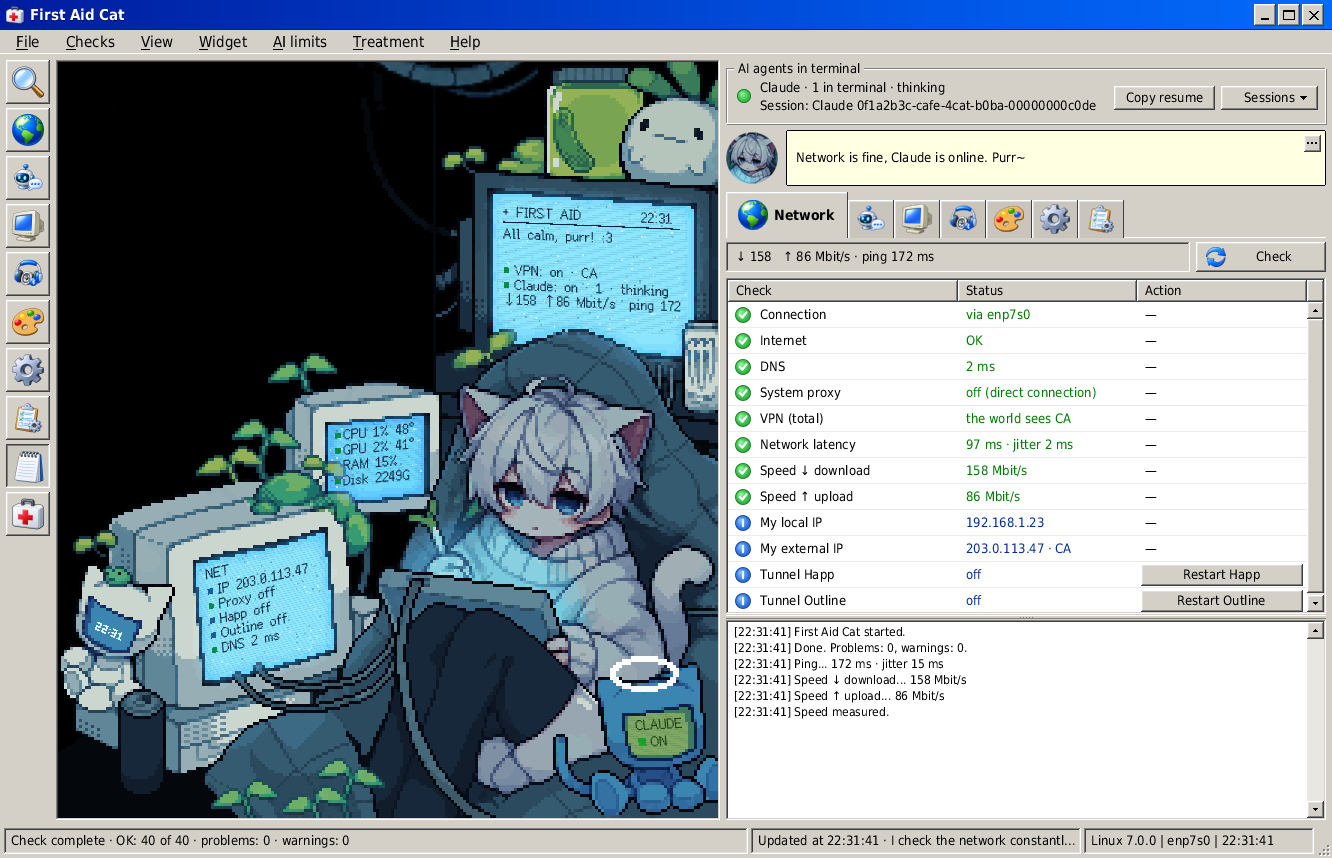 First Aid Cat
File Checks View Widget AI limits Treatment Help
AI agents in terminal
Claude · 1 in terminal · thinking
Session: Claude 0f1a2b3c-cafe-4cat-b0ba-00000000c0de
Copy resume
Sessions
Network is fine, Claude is online. Purr~
...
Network
↓ 158 ↑ 86 Mbit/s · ping 172 ms
Check
Check Status Action
Connection via enp7s0 —
Internet OK —
DNS 2 ms —
System proxy off (direct connection) —
VPN (total) the world sees CA —
Network latency 97 ms · jitter 2 ms —
Speed ↓ download 158 Mbit/s —
Speed ↑ upload 86 Mbit/s —
My local IP 192.168.1.23 —
My external IP 203.0.113.47 · CA —
Tunnel Happ off Restart Happ
Tunnel Outline off Restart Outline
[22:31:41] First Aid Cat started.
[22:31:41] Done. Problems: 0, warnings: 0.
[22:31:41] Ping... 172 ms · jitter 15 ms
[22:31:41] Speed ↓ download... 158 Mbit/s
[22:31:41] Speed ↑ upload... 86 Mbit/s
[22:31:41] Speed measured.
+ FIRST AID 22:31
All calm, purr! :3
VPN: on · CA
Claude: on · 1 · thinking
↓158 ↑86 Mbit/s ping 172
CPU 1% 48°
GPU 2% 41°
RAM 15%
Disk 2249G
NET
IP 203.0.113.47
Proxy off
Happ off
Outline off
DNS 2 ms
22:31
CLAUDE
ON
Check complete · OK: 40 of 40 · problems: 0 · warnings: 0
Updated at 22:31:41 · I check the network constantl...
Linux 7.0.0 | enp7s0 | 22:31:41